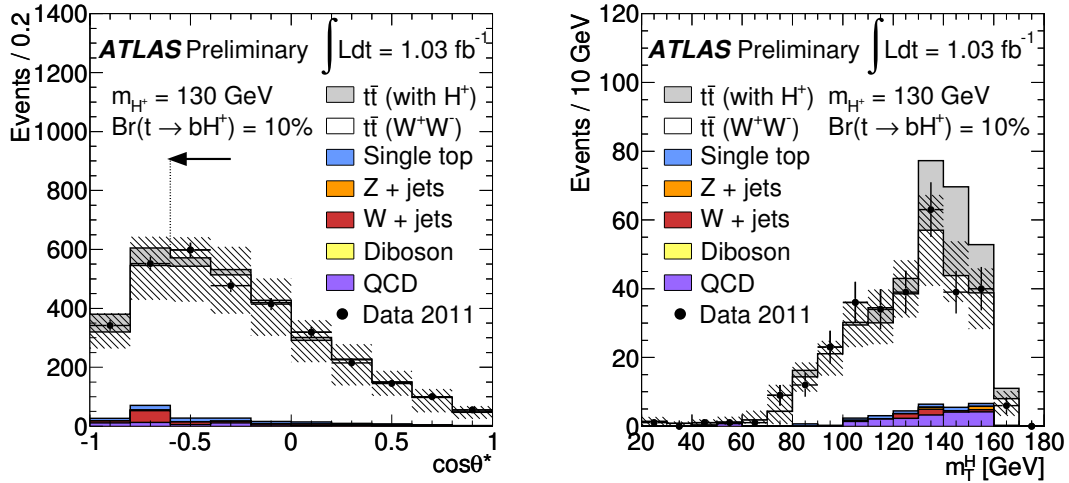 Events / 0.2
1400
1200
1000
800
600
400
200
0
ATLAS Preliminary ∫ Ldt = 1.03 fb⁻¹
m_H⁺ = 130 GeV
Br(t → bH⁺) = 10%
tt̄ (with H⁺)
tt̄ (W⁺W⁻)
Single top
Z + jets
W + jets
Diboson
QCD
Data 2011
-1 -0.5 0 0.5 1
cosθ*
Events / 10 GeV
120
100
80
60
40
20
0
ATLAS Preliminary ∫ Ldt = 1.03 fb⁻¹
tt̄ (with H⁺)
tt̄ (W⁺W⁻)
Single top
Z + jets
W + jets
Diboson
QCD
Data 2011
m_H⁺ = 130 GeV
Br(t → bH⁺) = 10%
20 40 60 80 100 120 140 160 180
m_T^H [GeV]